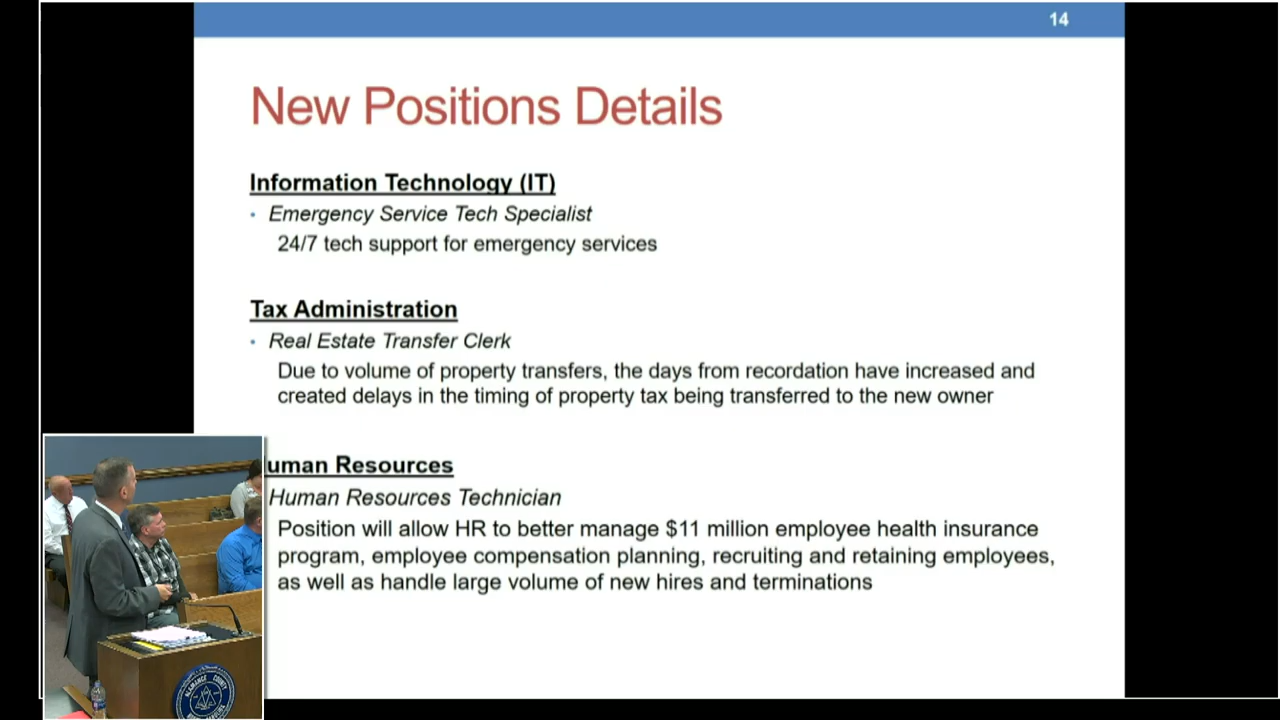 14
New Positions Details
Information Technology (IT)
• Emergency Service Tech Specialist
24/7 tech support for emergency services
Tax Administration
• Real Estate Transfer Clerk
Due to volume of property transfers, the days from recordation have increased and
created delays in the timing of property tax being transferred to the new owner
uman Resources
Human Resources Technician
Position will allow HR to better manage $11 million employee health insurance
program, employee compensation planning, recruiting and retaining employees,
as well as handle large volume of new hires and terminations
ALAMANCE COUNTY